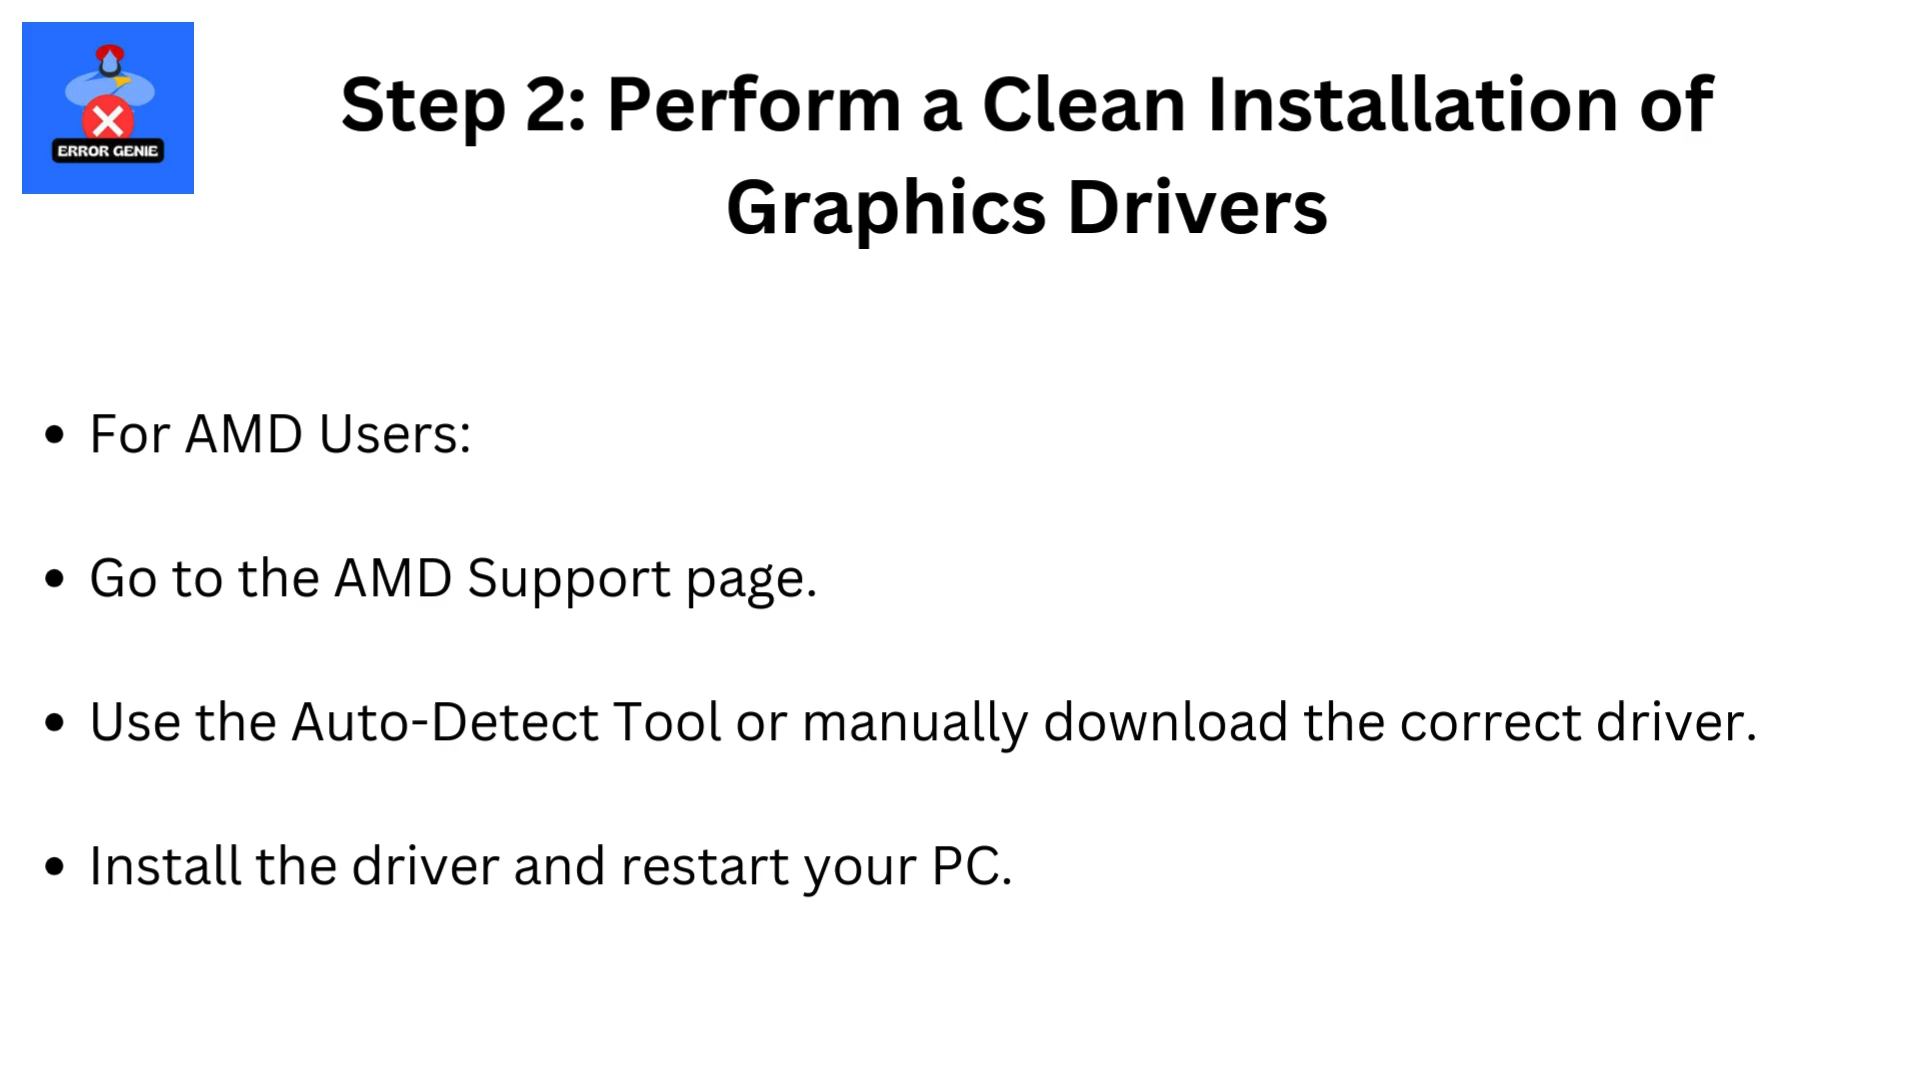 ERROR GENIE
Step 2: Perform a Clean Installation of
Graphics Drivers
• For AMD Users:
• Go to the AMD Support page.
• Use the Auto-Detect Tool or manually download the correct driver.
• Install the driver and restart your PC.